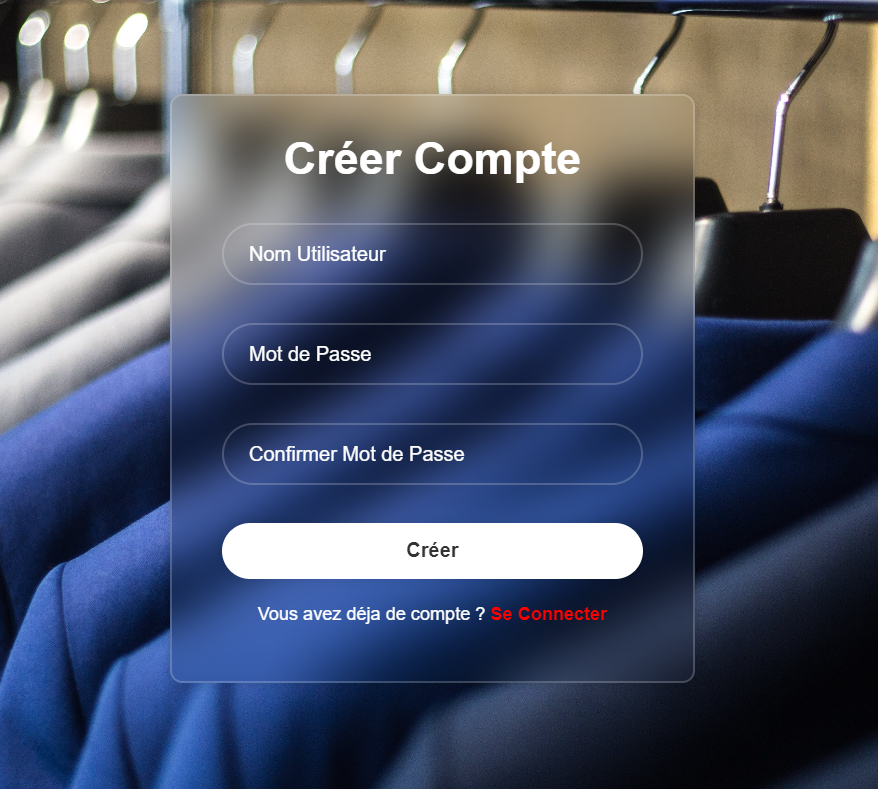 Créer Compte
Nom Utilisateur
Mot de Passe
Confirmer Mot de Passe
Créer
Vous avez déja de compte ? Se Connecter